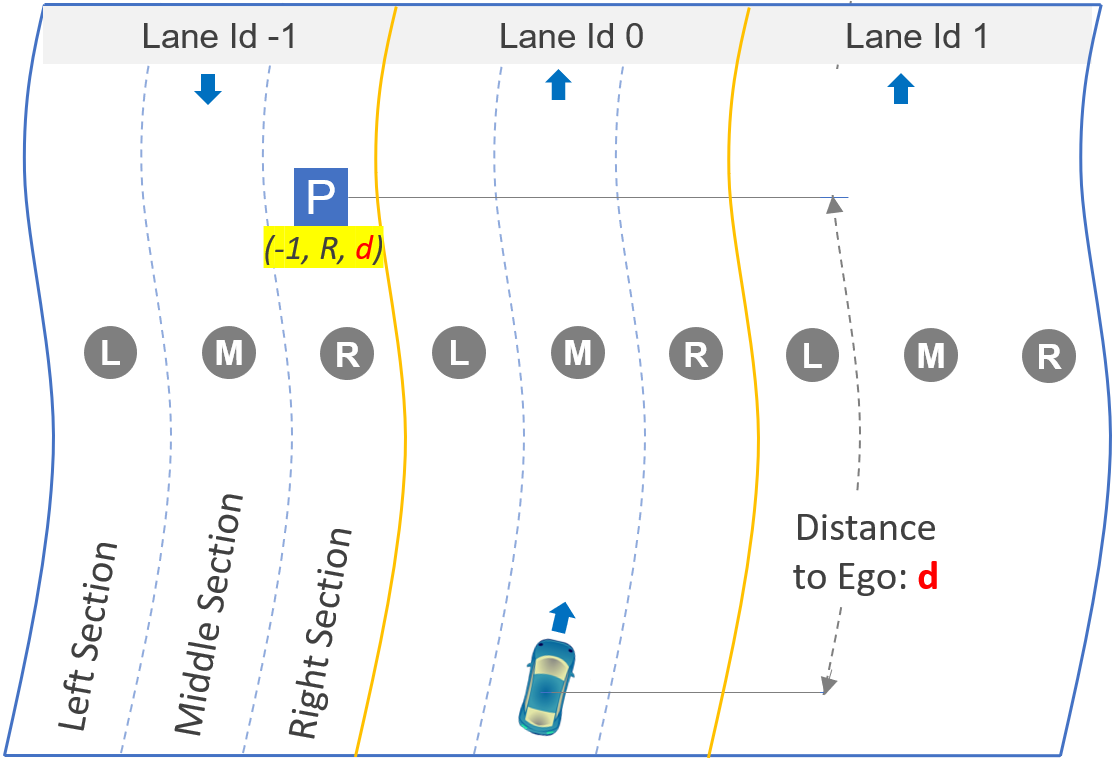 Lane Id -1
Lane Id 0
Lane Id 1
P
(-1, R, d)
L
M
R
L
M
R
L
M
R
Left Section
Middle Section
Right Section
Distance
to Ego: d